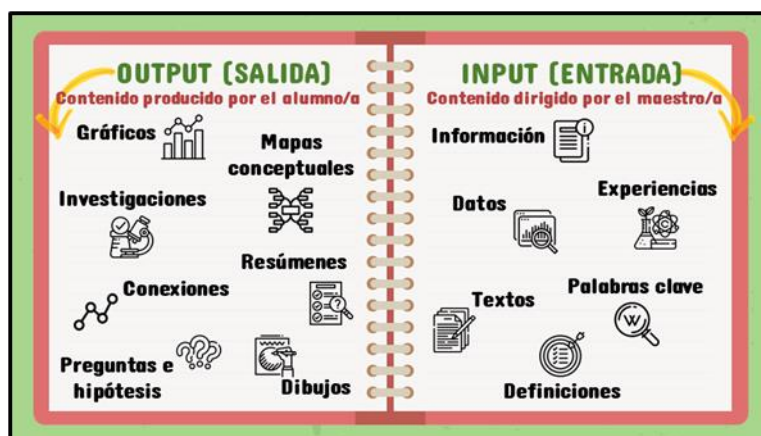 OUTPUT (SALIDA)
Contenido producido por el alumno/a
Gráficos
Mapas
conceptuales
Investigaciones
Resúmenes
Conexiones
Preguntas e
hipótesis
Dibujos
INPUT (ENTRADA)
Contenido dirigido por el maestro/a
Información
i
Experiencias
Datos
Palabras clave
W
Textos
Definiciones